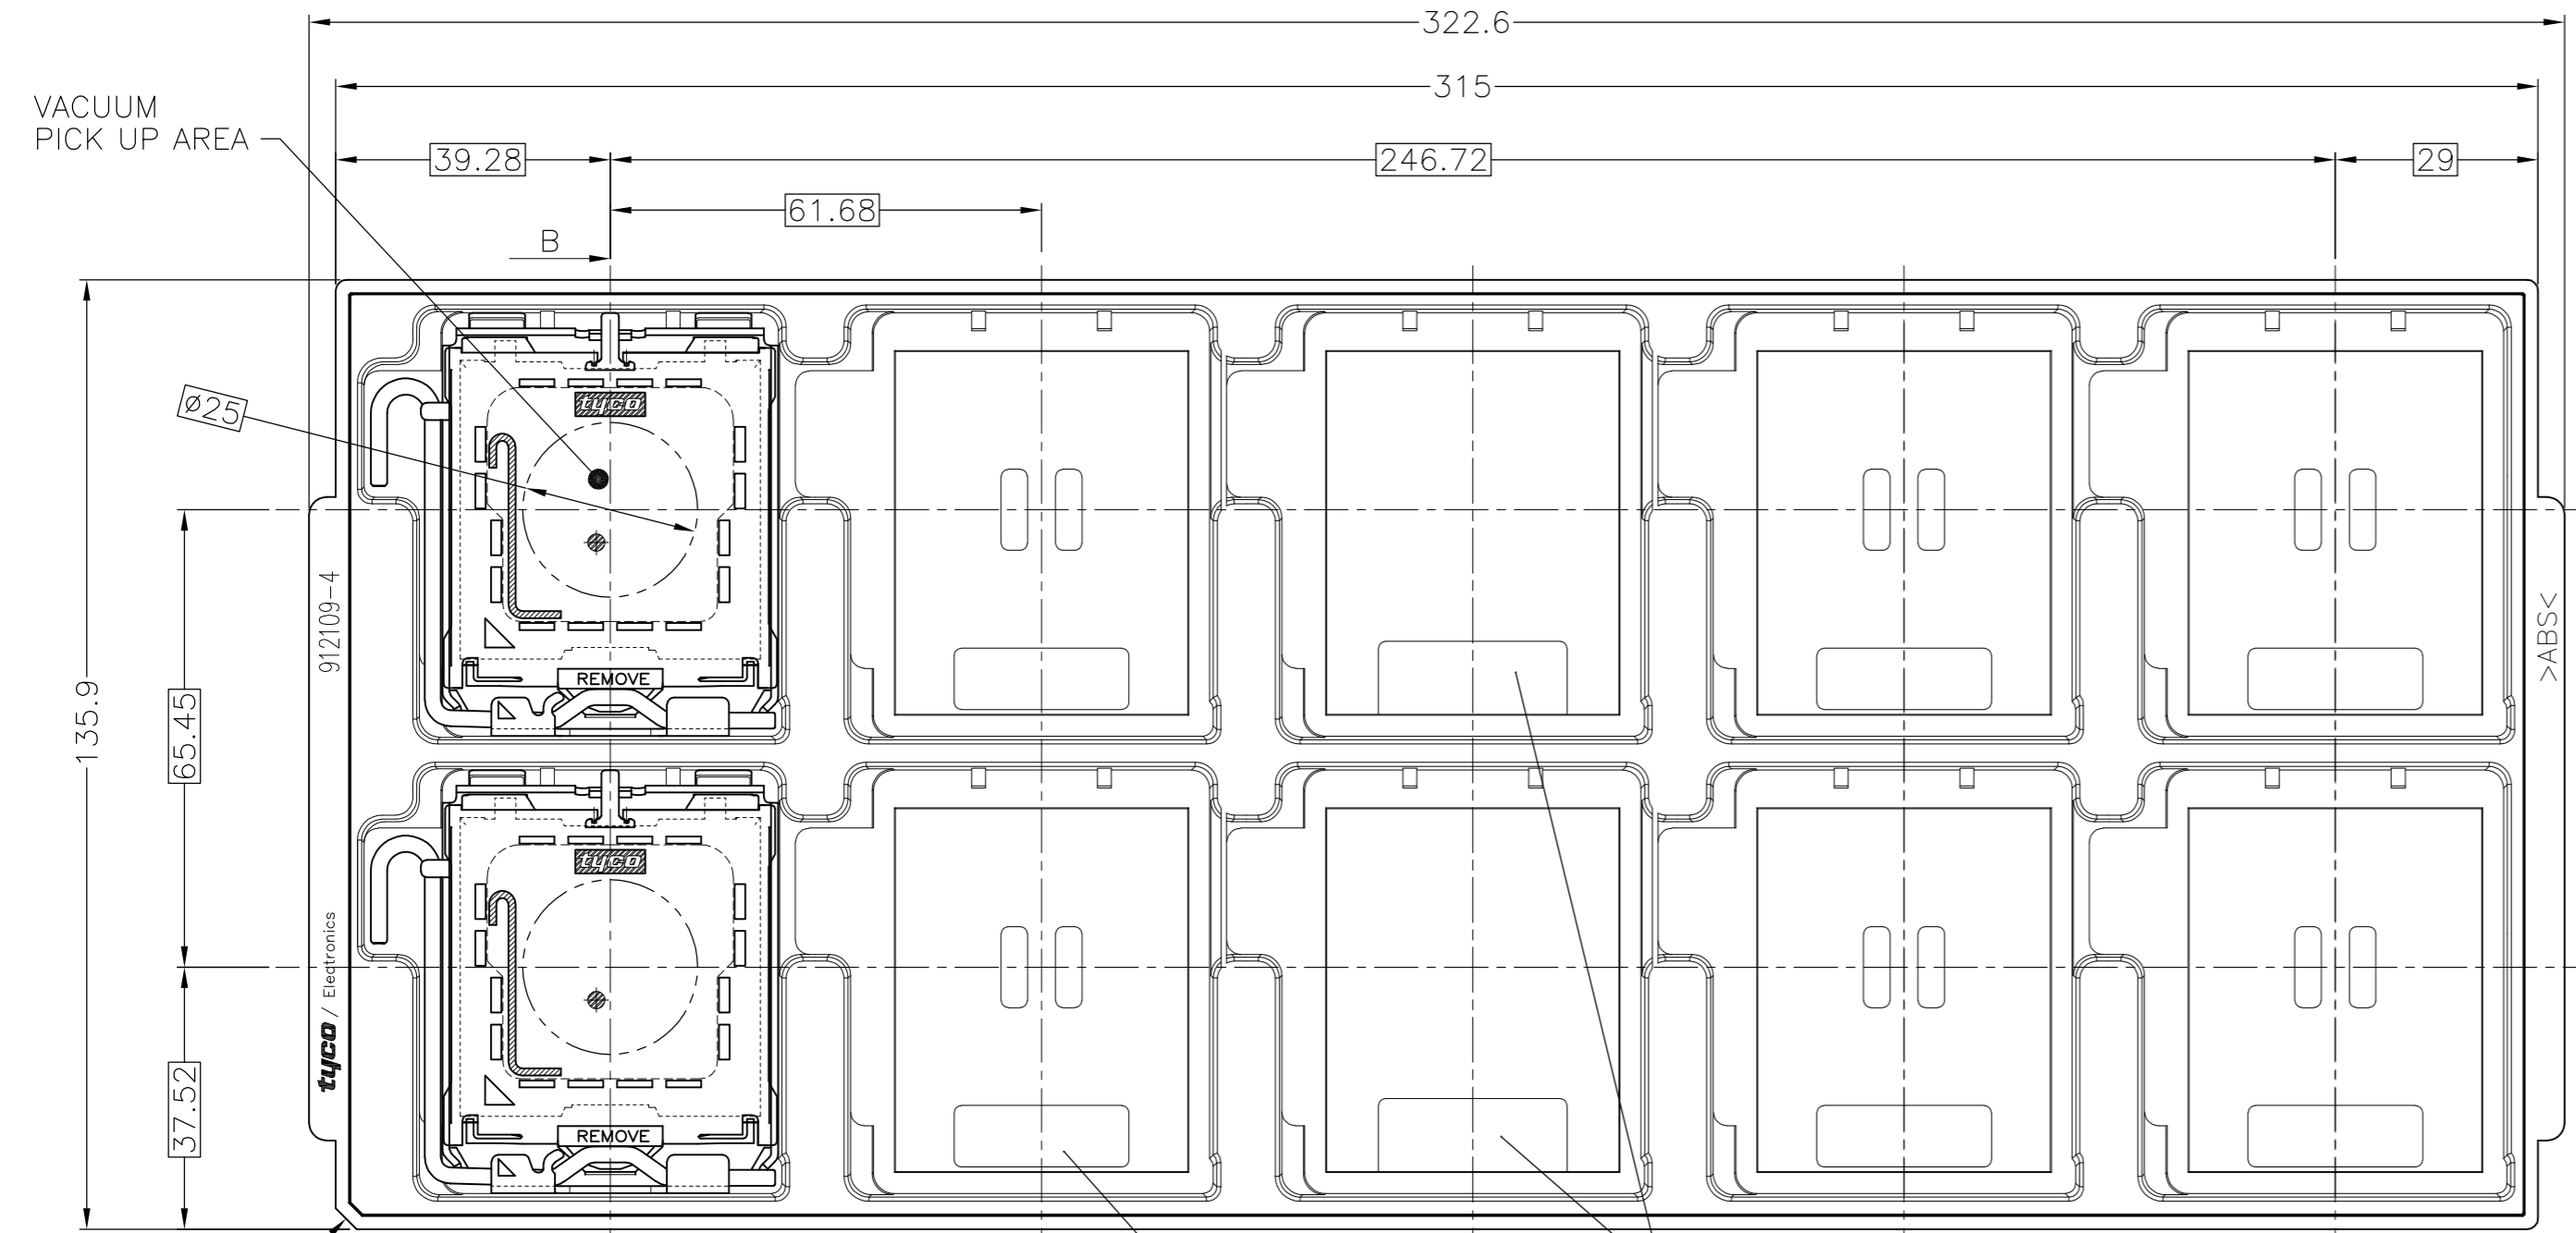 322.6
315
VACUUM
PICK UP AREA
39.28
246.72
29
61.68
B
ø25
tyco
REMOVE
912109-4
>ABS<
135.9
65.45
tyco
REMOVE
tyco / Electronics
37.52